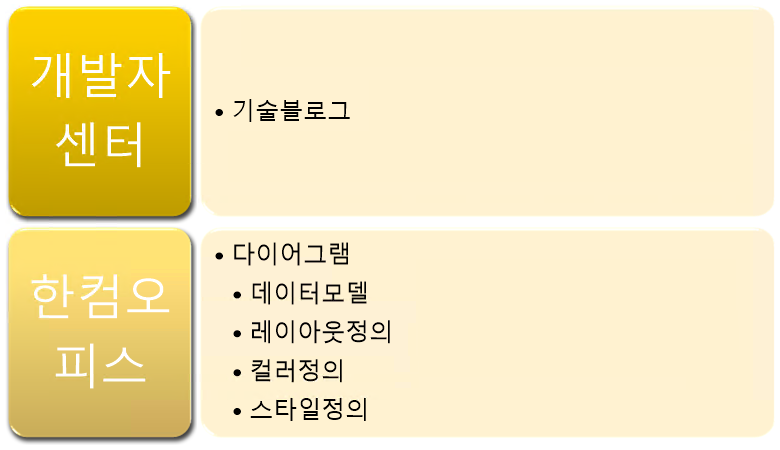 개발자
센터
• 기술블로그
한컴오
피스
• 다이어그램
• 데이터모델
• 레이아웃정의
• 컬러정의
• 스타일정의